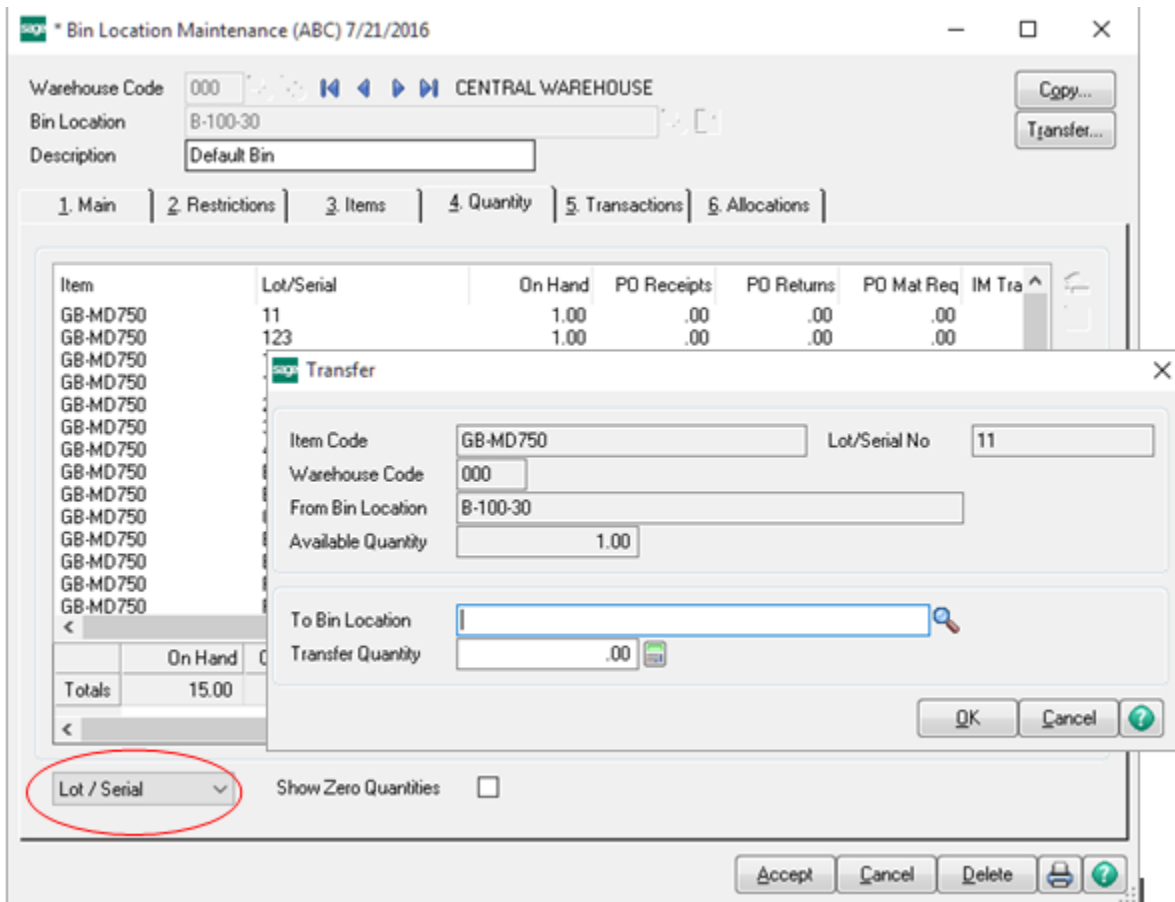 sage * Bin Location Maintenance (ABC) 7/21/2016
Warehouse Code 000 CENTRAL WAREHOUSE Copy...
Bin Location B-100-30 Transfer...
Description Default Bin
1. Main 2. Restrictions 3. Items 4. Quantity 5. Transactions 6. Allocations
Item Lot/Serial On Hand PO Receipts PO Returns PO Mat Req IM Tra
GB-MD750 11 1.00 .00 .00 .00
GB-MD750 123 1.00 .00 .00 .00
GB-MD750
GB-MD750
GB-MD750
GB-MD750
GB-MD750
GB-MD750
GB-MD750
GB-MD750
GB-MD750
GB-MD750
GB-MD750
GB-MD750
On Hand
Totals 15.00
sage Transfer
Item Code GB-MD750 Lot/Serial No 11
Warehouse Code 000
From Bin Location B-100-30
Available Quantity 1.00
To Bin Location
Transfer Quantity .00
OK Cancel ?
Lot / Serial Show Zero Quantities
Accept Cancel Delete ?